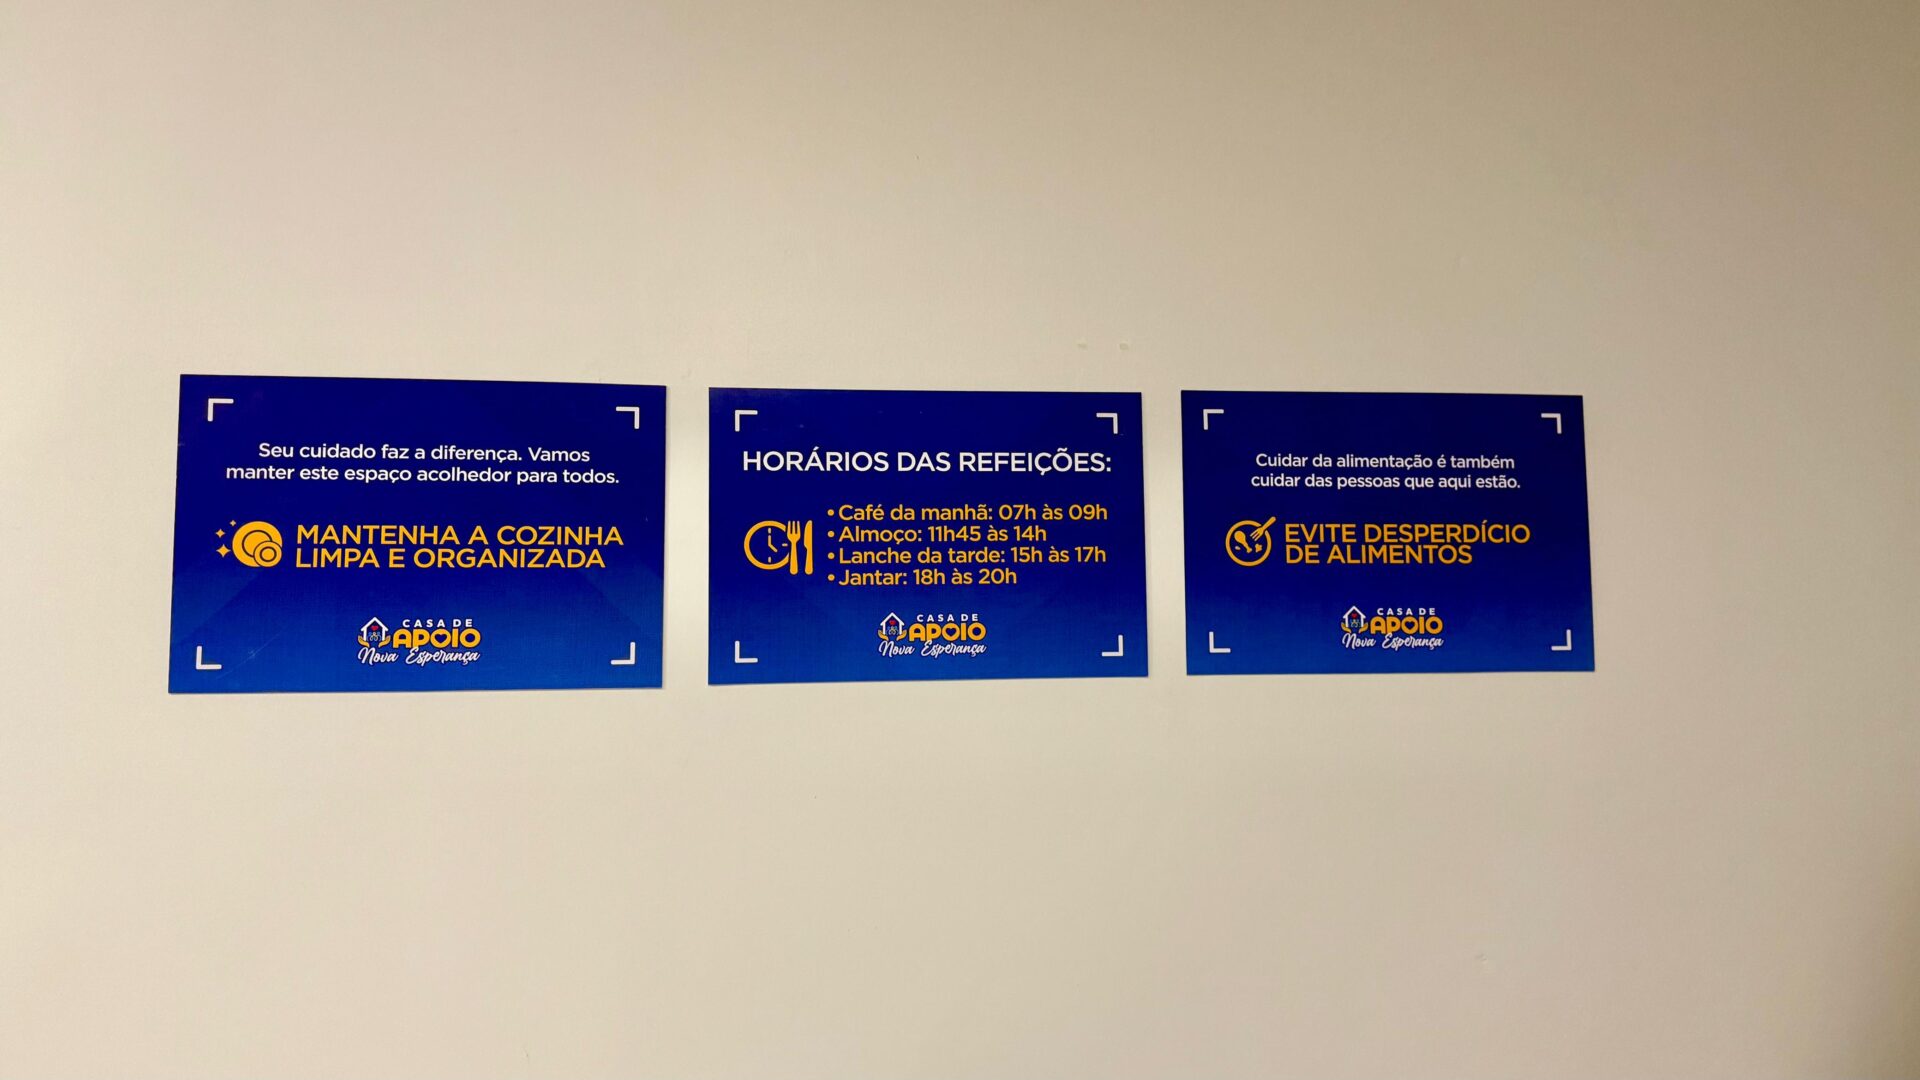 Seu cuidado faz a diferença. Vamos
manter este espaço acolhedor para todos.
MANTENHA A COZINHA
LIMPA E ORGANIZADA
CASA DE
APOIO
Nova Esperança
HORÁRIOS DAS REFEIÇÕES:
• Café da manhã: 07h às 09h
• Almoço: 11h45 às 14h
• Lanche da tarde: 15h às 17h
• Jantar: 18h às 20h
CASA DE
APOIO
Nova Esperança
Cuidar da alimentação é também
cuidar das pessoas que aqui estão.
EVITE DESPERDÍCIO
DE ALIMENTOS
CASA DE
APOIO
Nova Esperança